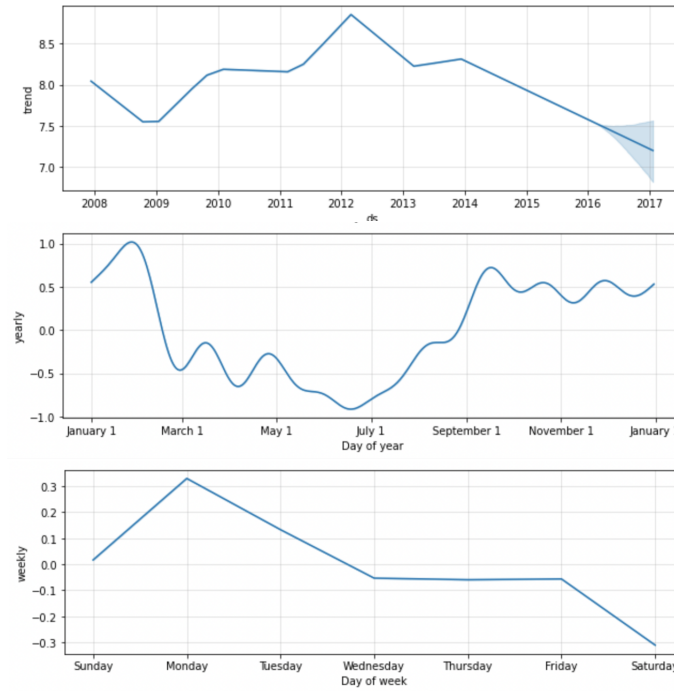 8.5
8.0
7.5
7.0
trend
2008 2009 2010 2011 2012 2013 2014 2015 2016 2017
ds
1.0
0.5
0.0
−0.5
−1.0
yearly
January 1 March 1 May 1 July 1 September 1 November 1 January
Day of year
0.3
0.2
0.1
0.0
−0.1
−0.2
−0.3
weekly
Sunday Monday Tuesday Wednesday Thursday Friday Saturday
Day of week